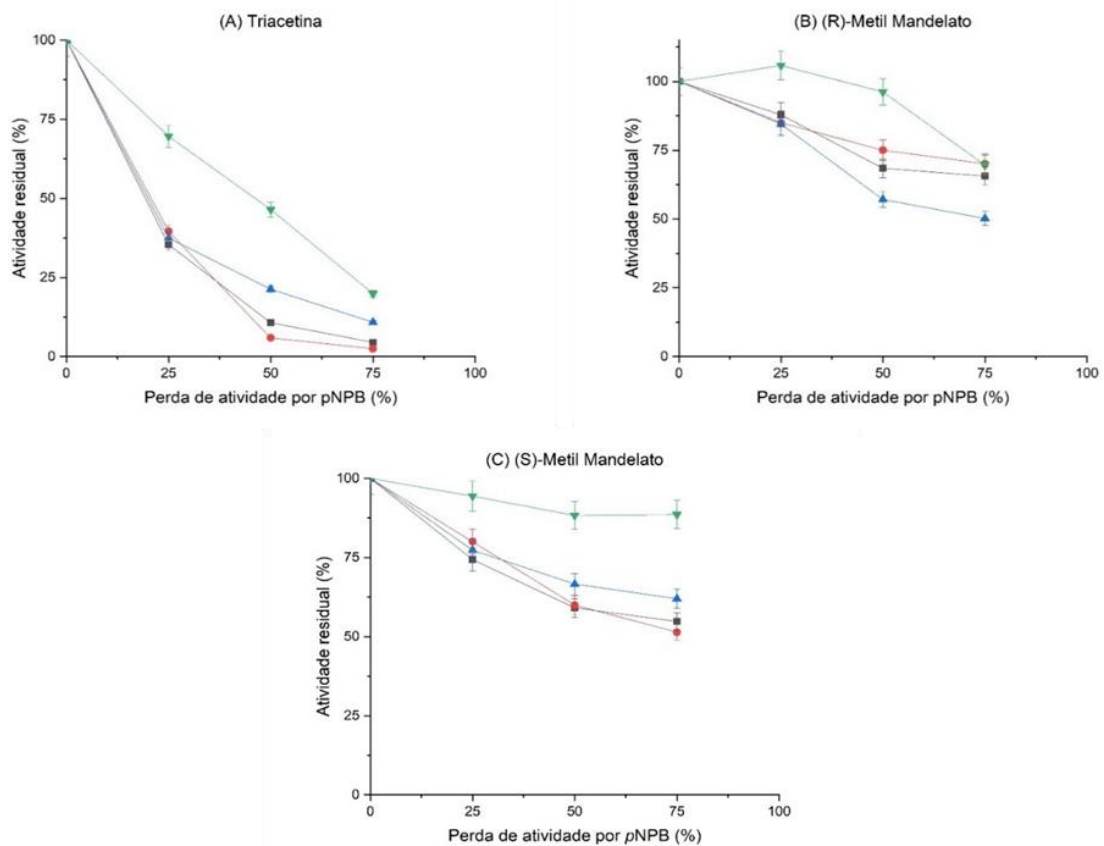 (A) Triacetina
100
75
50
25
0
Atividade residual (%)
0 25 50 75 100
Perda de atividade por pNPB (%)
(B) (R)-Metil Mandelato
100
75
50
25
0
Atividade residual (%)
0 25 50 75 100
Perda de atividade por pNPB (%)
(C) (S)-Metil Mandelato
100
75
50
25
0
Atividade residual (%)
0 25 50 75 100
Perda de atividade por pNPB (%)